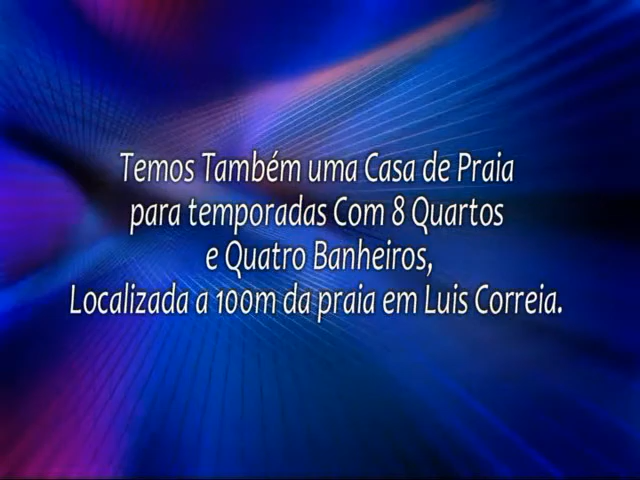 Temos Também uma Casa de Praia
para temporadas Com 8 Quartos
e Quatro Banheiros,
Localizada a 100m da praia em Luis Correia.